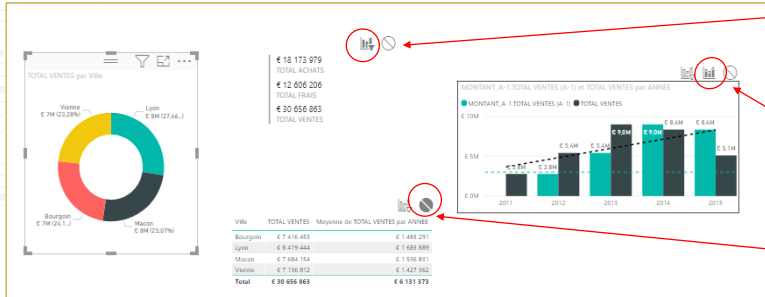 € 18 173 979
TOTAL ACHATS
€ 12 606 206
TOTAL FRAIS
€ 30 656 863
TOTAL VENTES
TOTAL VENTES par Ville
Vienne
€ 7M (23,28%)
Lyon
€ 8M (27.46...)
Bourgoin
€ 7M (24,1...)
Macon
€ 8M (25.07%)
MONTANT_A-1.TOTAL VENTES (A-1) et TOTAL VENTES par ANNEE
MONTANT_A-1.TOTAL VENTES (A-1) TOTAL VENTES
€ 10M
€ 5M
€ 0M
€ 2.8M
€ 2.8M
€ 5.4M
€ 5.4M
€ 9,0M
€ 9,0M
€ 8.4M
€ 8.4M
€ 5.1M
2011 2012 2013 2014 2015
Ville TOTAL VENTES Moyenne de TOTAL VENTES par ANNEE
Bourgoin € 7 416 453 € 1 483 291
Lyon € 8 419 444 € 1 683 889
Macon € 7 684 154 € 1 536 831
Vienne € 7 136 812 € 1 427 362
Total € 30 656 863 € 6 131 373